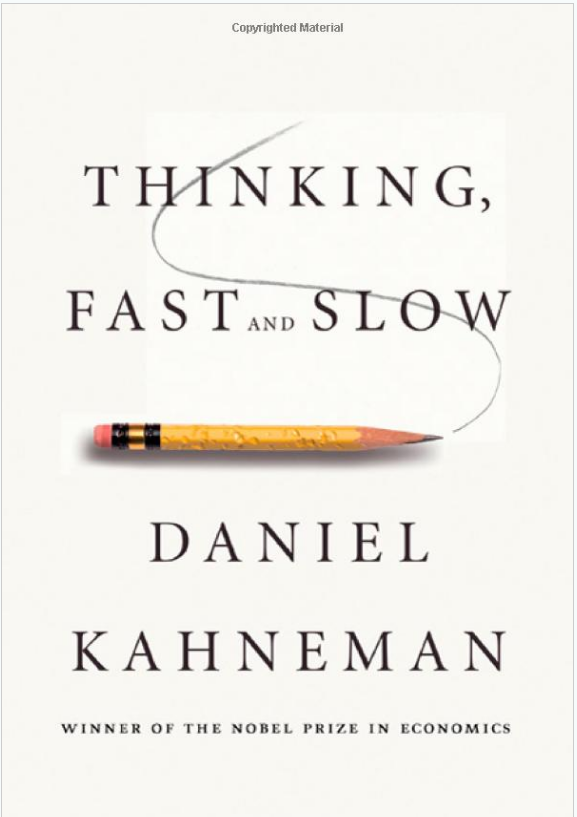 Copyrighted Material
THINKING,
FAST AND SLOW
DANIEL
KAHNEMAN
WINNER OF THE NOBEL PRIZE IN ECONOMICS